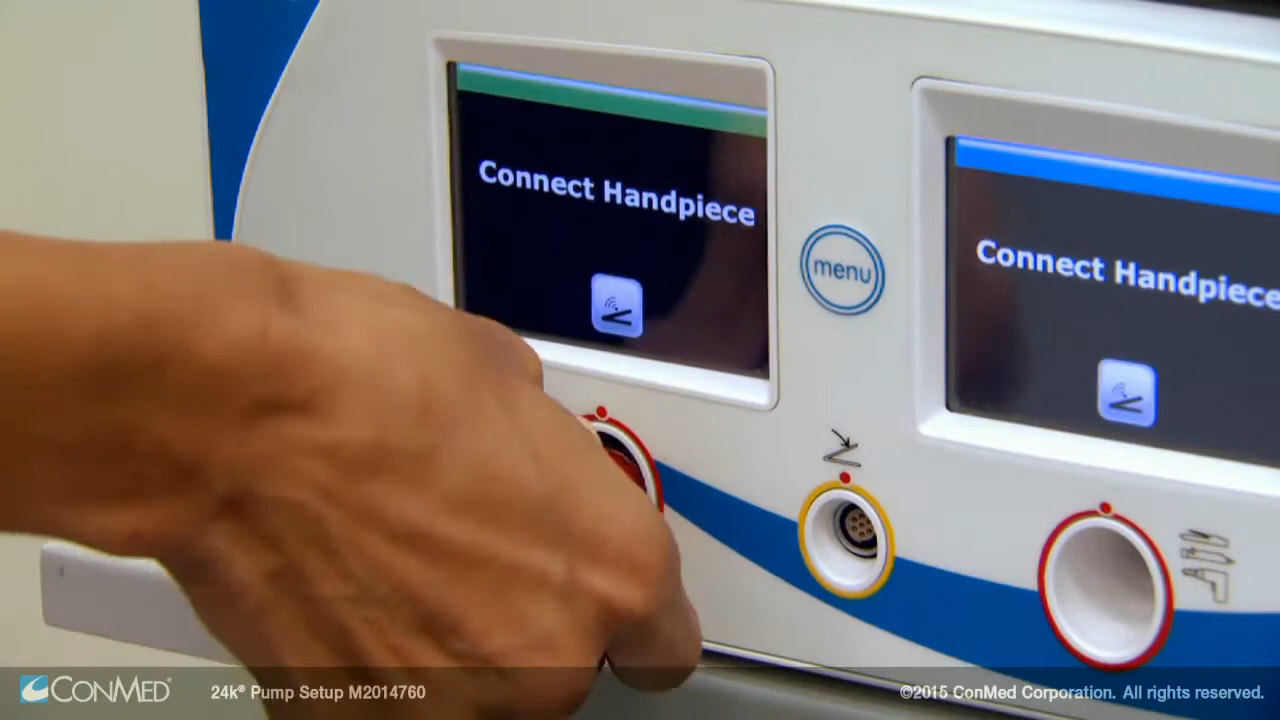 Connect Handpiece
menu
Connect Handpiece
CONMED
24k® Pump Setup M2014760
©2015 ConMed Corporation. All rights reserved.